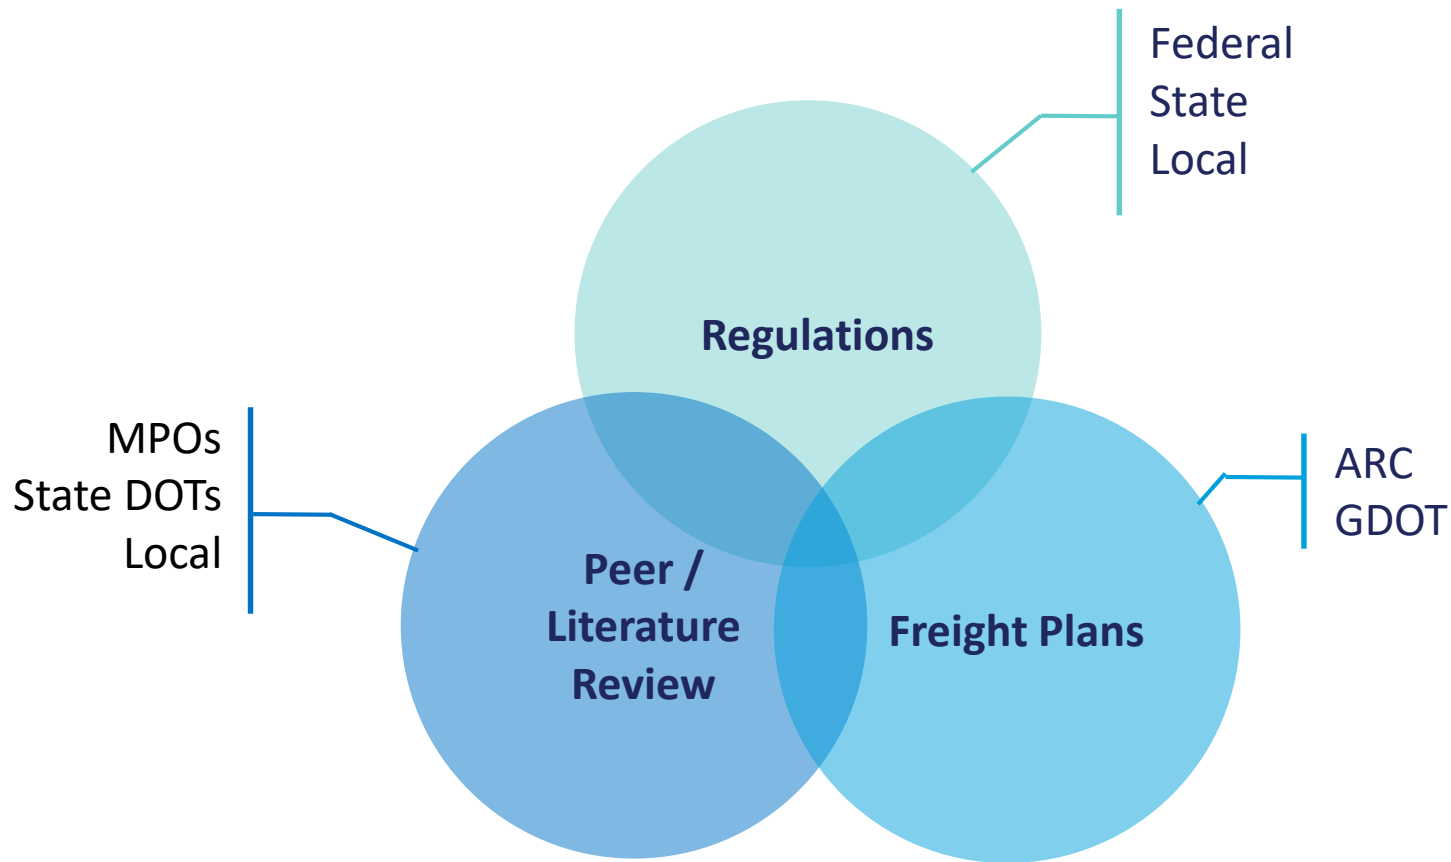 Federal
State
Local
Regulations
MPOs
State DOTs
Local
Peer /
Literature
Review
Freight Plans
ARC
GDOT